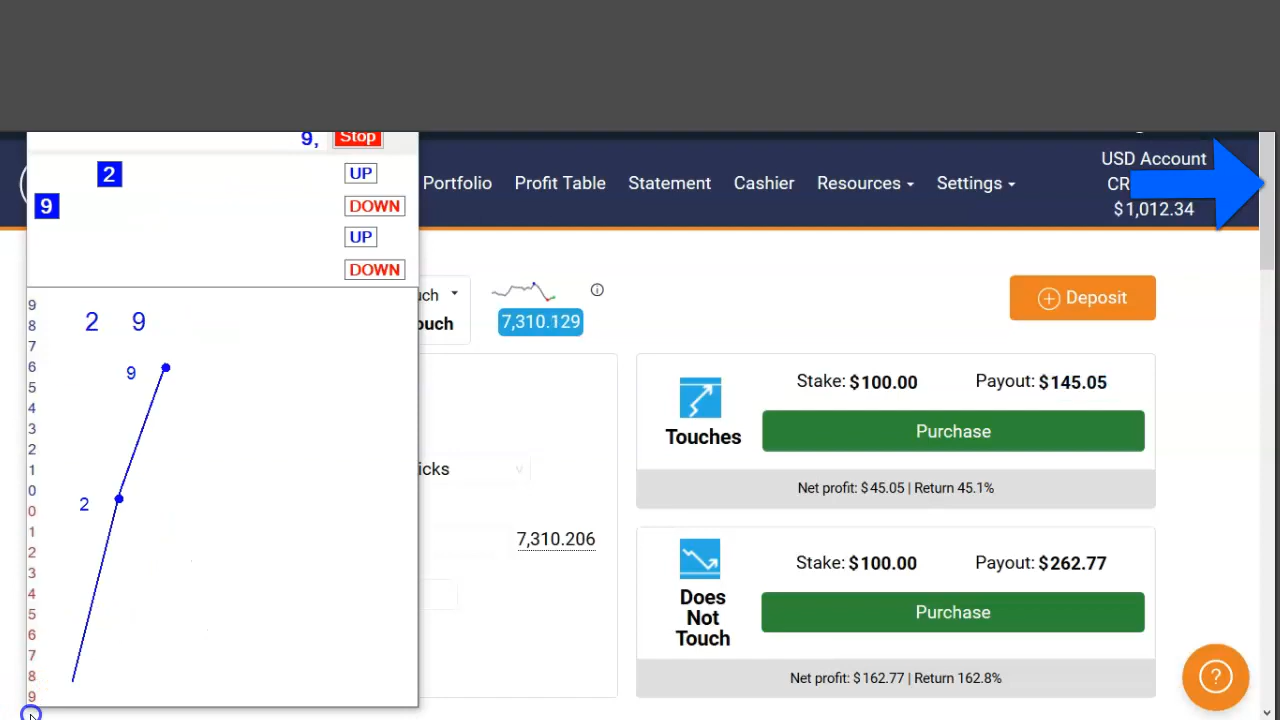 9, Stop
2 UP
9 DOWN
UP
DOWN
Portfolio Profit Table Statement Cashier Resources Settings
USD Account
CR
$1,012.34
9
8
7
6
5
4
3
2
1
0
0
1
2
3
4
5
6
7
8
9
2 9
9
2
uch
ouch
7,310.129
Deposit
icks
7,310.206
Touches
Stake: $100.00 Payout: $145.05
Purchase
Net profit: $45.05 | Return 45.1%
Does
Not
Touch
Stake: $100.00 Payout: $262.77
Purchase
Net profit: $162.77 | Return 162.8%
?